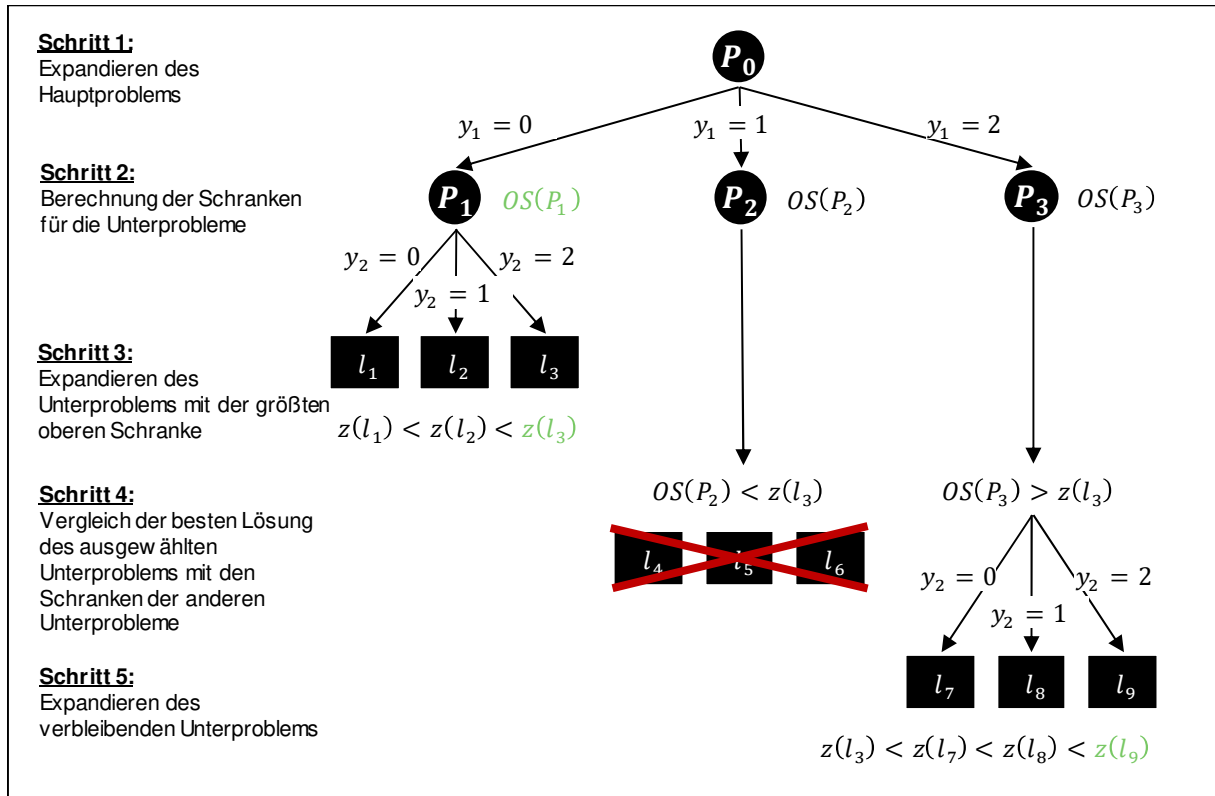 Schritt 1:
Expandieren des
Hauptproblems
P₀
y₁ = 0
y₁ = 1
y₁ = 2
Schritt 2:
Berechnung der Schranken
für die Unterprobleme
P₁ OS(P₁)
P₂ OS(P₂)
P₃ OS(P₃)
y₂ = 0
y₂ = 1
y₂ = 2
Schritt 3:
Expandieren des
Unterproblems mit der größten
oberen Schranke
l₁ l₂ l₃
z(l₁) < z(l₂) < z(l₃)
Schritt 4:
Vergleich der besten Lösung
des ausgewählten
Unterproblems mit den
Schranken der anderen
Unterprobleme
OS(P₂) < z(l₃)
l₄ l₅ l₆
OS(P₃) > z(l₃)
y₂ = 0
y₂ = 1
y₂ = 2
Schritt 5:
Expandieren des
verbleibenden Unterproblems
l₇ l₈ l₉
z(l₃) < z(l₇) < z(l₈) < z(l₉)